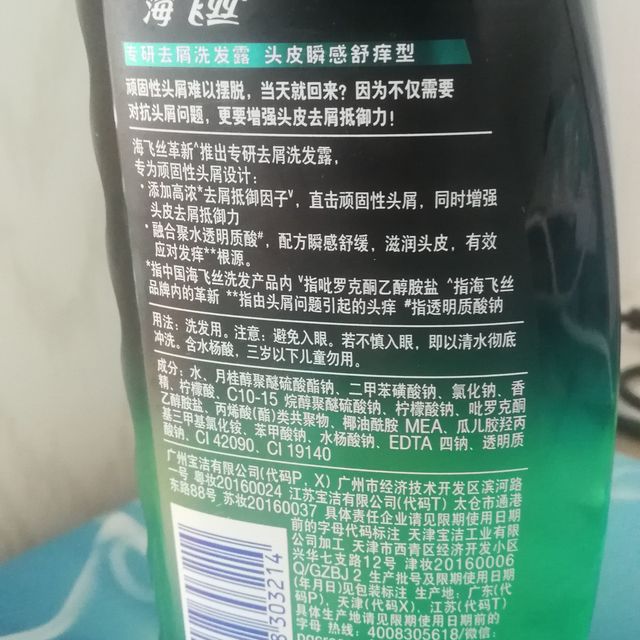 海飞丝
专研去屑洗发露 头皮瞬感舒痒型
顽固性头屑难以摆脱，当天就回来？因为不仅需要
对抗头屑问题，更要增强头皮去屑抵御力！
海飞丝革新^推出专研去屑洗发露，
专为顽固性头屑设计：
·添加高浓*去屑抵御因子ᵛ，直击顽固性头屑，同时增强
头皮去屑抵御力
·融合聚水透明质酸#，配方瞬感舒缓，滋润头皮，有效
应对发痒**根源。
*指中国海飞丝洗发产品内 ᵛ指吡罗克酮乙醇胺盐 ^指海飞丝
品牌内的革新 **指由头屑问题引起的头痒 #指透明质酸钠
用法：洗发用。注意：避免入眼。若不慎入眼，即以清水彻底
冲洗。含水杨酸，三岁以下儿童勿用。
成分：水、月桂醇聚醚硫酸酯钠、二甲苯磺酸钠、氯化钠、香
精、柠檬酸、C10-15 烷醇聚醚硫酸钠、柠檬酸钠、吡罗克酮
乙醇胺盐、丙烯酸(酯)类共聚物、椰油酰胺 MEA、瓜儿胶羟丙
基三甲基氯化铵、苯甲酸钠、水杨酸钠、EDTA 四钠、透明质
酸钠、CI 42090、CI 19140
广州宝洁有限公司(代码P，X) 广州市经济技术开发区滨河路
一号 粤妆20160024 江苏宝洁有限公司(代码T) 太仓市通港
东路88号 苏妆20160037 具体责任企业请见限期使用日期
前的字母代码标注 天津宝洁工业有限
公司加工 天津市西青区经济开发小区
兴华七支路12号 津妆20160006
Q/GZBJ 2 生产批号及限期使用日期
(年月日)见包装标注 生产地：广东(代
码P)、天津(代码X)、江苏(代码T)
具体生产地请见限期使用日期前的
字母 热线：4008305618/微信：
8303214